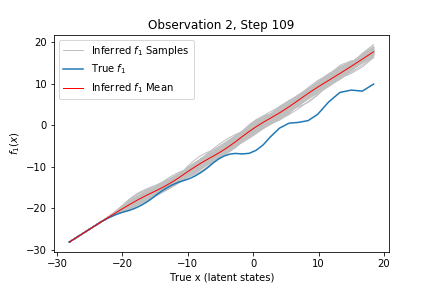 Observation 2, Step 109
Inferred f₁ Samples
True f₁
Inferred f₁ Mean
20
10
0
−10
−20
−30
f₁(x)
−30
−20
−10
0
10
20
True x (latent states)